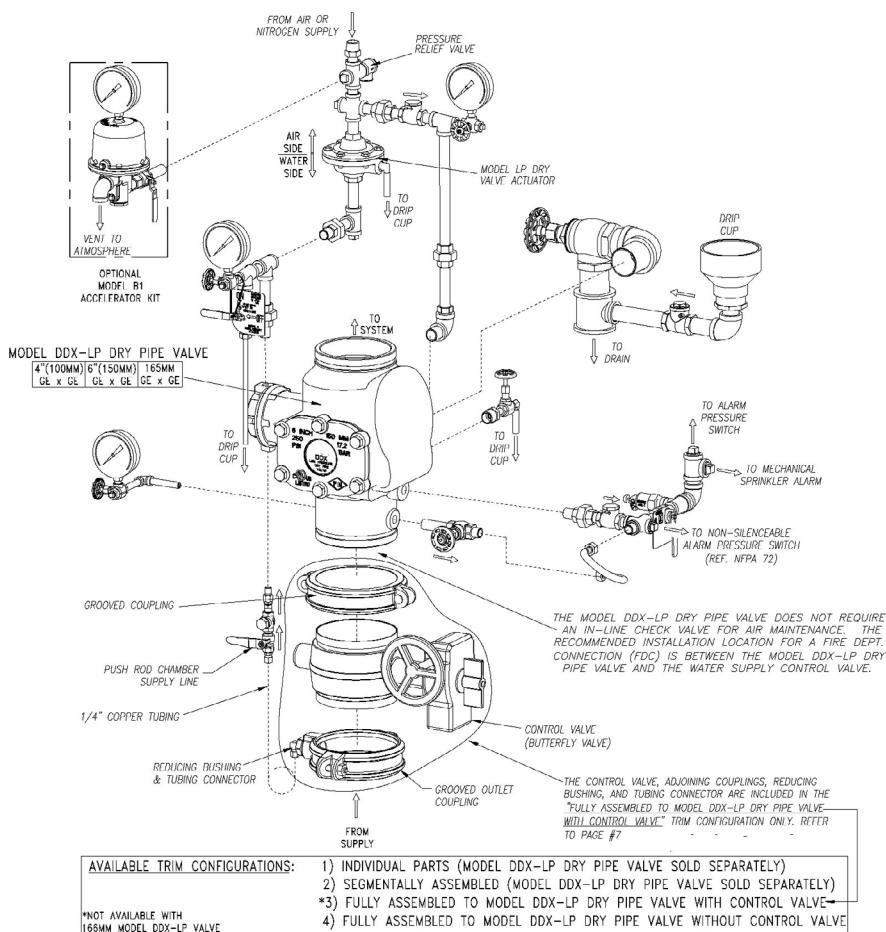 FROM AIR OR
NITROGEN SUPPLY
PRESSURE
RELIEF VALVE
AIR
SIDE
WATER
SIDE
MODEL LP DRY
VALVE ACTUATOR
TO
DRIP
CUP
VENT TO
ATMOSPHERE
OPTIONAL
MODEL B1
ACCELERATOR KIT
DRIP
CUP
TO
DRAIN
TO
SYSTEM
MODEL DDX-LP DRY PIPE VALVE
4"(100MM) 6"(150MM) 165MM
GE x GE GE x GE GE x GE
TO
DRIP
CUP
6 INCH 150 MM
250 17.2
PSI BAR
DDX
TO
DRIP
CUP
TO ALARM
PRESSURE
SWITCH
TO MECHANICAL
SPRINKLER ALARM
TO NON-SILENCEABLE
ALARM PRESSURE SWITCH
(REF. NFPA 72)
GROOVED COUPLING
THE MODEL DDX-LP DRY PIPE VALVE DOES NOT REQUIRE
AN IN-LINE CHECK VALVE FOR AIR MAINTENANCE. THE
RECOMMENDED INSTALLATION LOCATION FOR A FIRE DEPT.
CONNECTION (FDC) IS BETWEEN THE MODEL DDX-LP DRY
PIPE VALVE AND THE WATER SUPPLY CONTROL VALVE.
PUSH ROD CHAMBER
SUPPLY LINE
1/4" COPPER TUBING
CONTROL VALVE
(BUTTERFLY VALVE)
REDUCING BUSHING
& TUBING CONNECTOR
GROOVED OUTLET
COUPLING
THE CONTROL VALVE, ADJOINING COUPLINGS, REDUCING
BUSHING, AND TUBING CONNECTOR ARE INCLUDED IN THE
"FULLY ASSEMBLED TO MODEL DDX-LP DRY PIPE VALVE
WITH CONTROL VALVE" TRIM CONFIGURATION ONLY. REFER
TO PAGE #7
FROM
SUPPLY
AVAILABLE TRIM CONFIGURATIONS:
1) INDIVIDUAL PARTS (MODEL DDX-LP DRY PIPE VALVE SOLD SEPARATELY)
2) SEGMENTALLY ASSEMBLED (MODEL DDX-LP DRY PIPE VALVE SOLD SEPARATELY)
*3) FULLY ASSEMBLED TO MODEL DDX-LP DRY PIPE VALVE WITH CONTROL VALVE
4) FULLY ASSEMBLED TO MODEL DDX-LP DRY PIPE VALVE WITHOUT CONTROL VALVE
*NOT AVAILABLE WITH
166MM MODEL DDX-LP VALVE